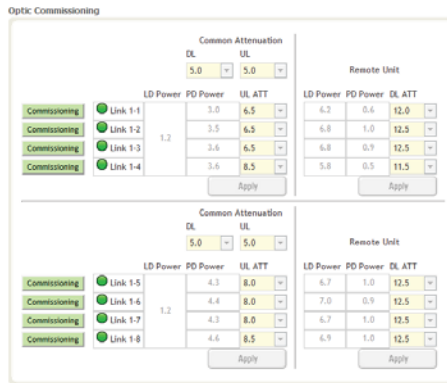 Optic Commissioning
Common Attenuation
DL UL
5.0 5.0 Remote Unit
LD Power PD Power UL ATT LD Power PD Power DL ATT
Commissioning Link 1-1 3.0 6.5 6.2 0.6 12.0
Commissioning Link 1-2 3.5 6.5 6.8 1.0 12.5
1.2
Commissioning Link 1-3 3.6 6.5 6.8 0.9 12.5
Commissioning Link 1-4 3.6 8.5 5.8 0.5 11.5
Apply Apply
Common Attenuation
DL UL
5.0 5.0 Remote Unit
LD Power PD Power UL ATT LD Power PD Power DL ATT
Commissioning Link 1-5 4.3 8.0 6.7 1.0 12.5
Commissioning Link 1-6 4.4 8.0 7.0 0.9 12.5
1.2
Commissioning Link 1-7 4.3 8.0 6.7 1.0 12.5
Commissioning Link 1-8 4.6 8.5 6.9 1.0 12.5
Apply Apply